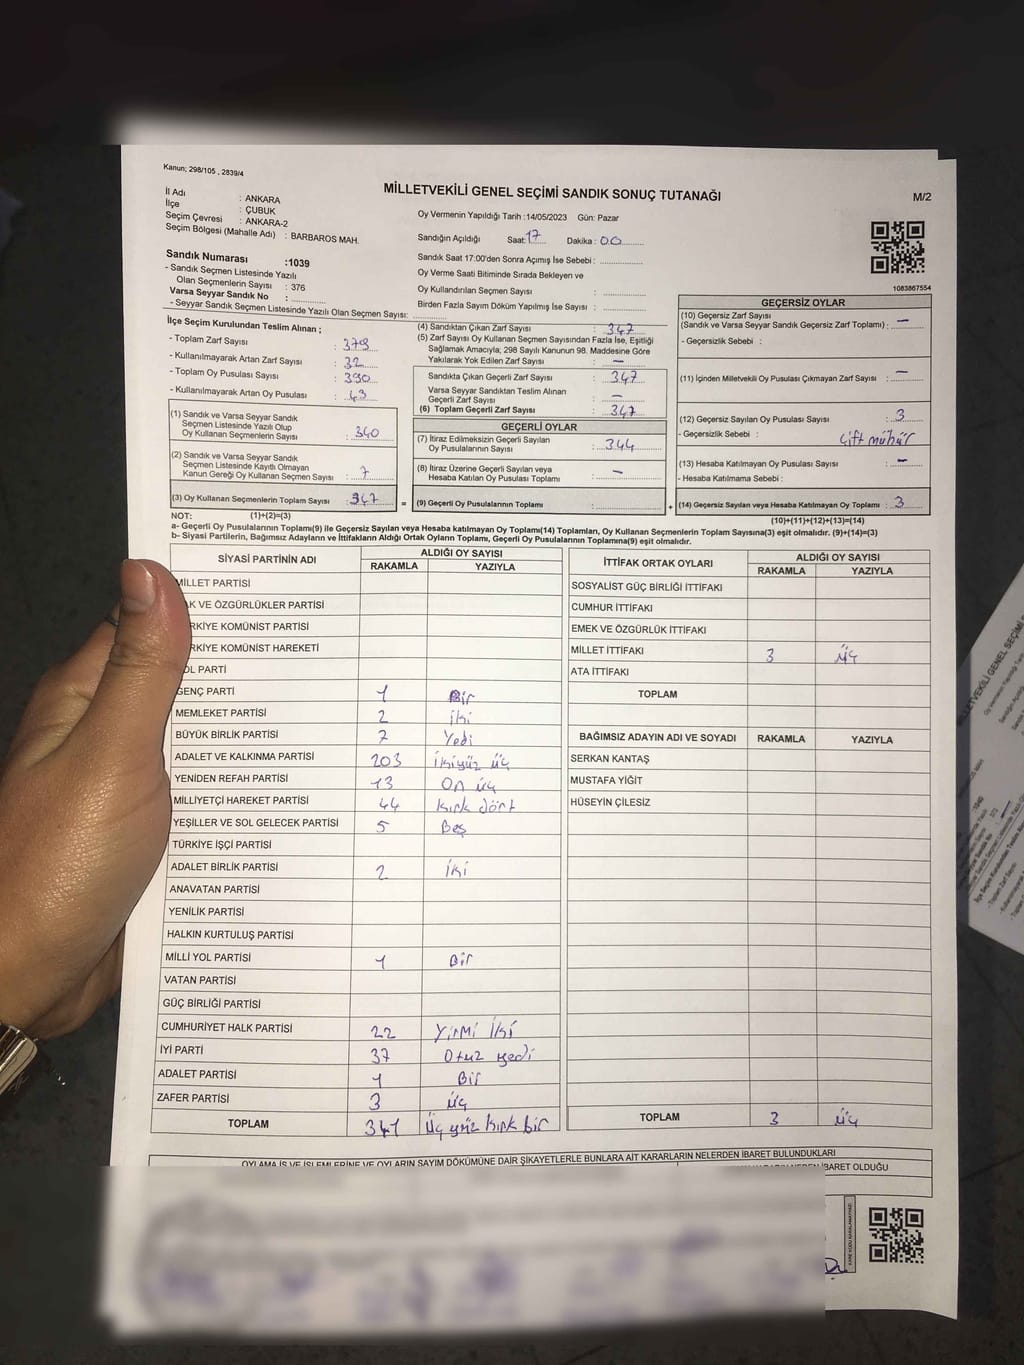 Kanun; 298/105 , 2839/4
MİLLETVEKİLİ GENEL SEÇİMİ SANDIK SONUÇ TUTANAĞI
M/2
İl Adı : ANKARA
İlçe : ÇUBUK
Seçim Çevresi : ANKARA-2
Seçim Bölgesi (Mahalle Adı) : BARBAROS MAH.
Oy Vermenin Yapıldığı Tarih :14/05/2023 Gün: Pazar
Sandığın Açıldığı Saat: 17 Dakika : 00
Sandık Saat 17:00'den Sonra Açımış İse Sebebi :
Oy Verme Saati Bitiminde Sırada Bekleyen ve
Oy Kullandırılan Seçmen Sayısı :
Birden Fazla Sayım Döküm Yapılmış İse Sayısı :
1083867554
Sandık Numarası :1039
- Sandık Seçmen Listesinde Yazılı
Olan Seçmenlerin Sayısı : 376
Varsa Seyyar Sandık No :
- Seyyar Sandık Seçmen Listesinde Yazılı Olan Seçmen Sayısı:
İlçe Seçim Kurulundan Teslim Alınan ;
- Toplam Zarf Sayısı : 379
- Kullanılmayarak Artan Zarf Sayısı : 32
- Toplam Oy Pusulası Sayısı : 390
- Kullanılmayarak Artan Oy Pusulası : 43
(1) Sandık ve Varsa Seyyar Sandık
Seçmen Listesinde Yazılı Olup
Oy Kullanan Seçmenlerin Sayısı : 340
(2) Sandık ve Varsa Seyyar Sandık
Seçmen Listesinde Kayıtlı Olmayan
Kanun Gereği Oy Kullanan Seçmen Sayısı : 7
(3) Oy Kullanan Seçmenlerin Toplam Sayısı : 347 =
(4) Sandıktan Çıkan Zarf Sayısı : 347
(5) Zarf Sayısı Oy Kullanan Seçmen Sayısından Fazla İse, Eşitliği
Sağlamak Amacıyla; 298 Sayılı Kanunun 98. Maddesine Göre
Yakılarak Yok Edilen Zarf Sayısı : —
Sandıkta Çıkan Geçerli Zarf Sayısı : 347
Varsa Seyyar Sandıktan Teslim Alınan
Geçerli Zarf Sayısı : —
(6) Toplam Geçerli Zarf Sayısı : 347
GEÇERLİ OYLAR
(7) İtiraz Edilmeksizin Geçerli Sayılan
Oy Pusulalarının Sayısı : 344
(8) İtiraz Üzerine Geçerli Sayılan veya
Hesaba Katılan Oy Pusulası Toplamı : —
(9) Geçerli Oy Pusulalarının Toplamı : +
GEÇERSİZ OYLAR
(10) Geçersiz Zarf Sayısı
(Sandık ve Varsa Seyyar Sandık Geçersiz Zarf Toplamı) : —
- Geçersizlik Sebebi :
(11) İçinden Milletvekili Oy Pusulası Çıkmayan Zarf Sayısı : —
(12) Geçersiz Sayılan Oy Pusulası Sayısı : 3
- Geçersizlik Sebebi : çift mühür
(13) Hesaba Katılmayan Oy Pusulası Sayısı : —
- Hesaba Katılmama Sebebi :
(14) Geçersiz Sayılan veya Hesaba Katılmayan Oy Toplamı : 3
NOT: (1)+(2)=(3) (10)+(11)+(12)+(13)=(14)
a- Geçerli Oy Pusulalarının Toplamı(9) ile Geçersiz Sayılan veya Hesaba katılmayan Oy Toplamı(14) Toplamları, Oy Kullanan Seçmenlerin Toplam Sayısına(3) eşit olmalıdır. (9)+(14)=(3)
b- Siyasi Partilerin, Bağımsız Adayların ve İttifakların Aldığı Ortak Oyların Toplamı, Geçerli Oy Pusulalarının Toplamına(9) eşit olmalıdır.
SİYASİ PARTİNİN ADI ALDIĞI OY SAYISI
RAKAMLA YAZIYLA
MİLLET PARTİSİ
AK VE ÖZGÜRLÜKLER PARTİSİ
RKİYE KOMÜNİST PARTİSİ
RKİYE KOMÜNİST HAREKETİ
OL PARTİ
GENÇ PARTİ 1 Bir
MEMLEKET PARTİSİ 2 iki
BÜYÜK BİRLİK PARTİSİ 7 Yedi
ADALET VE KALKINMA PARTİSİ 203 ikiyüz üç
YENİDEN REFAH PARTİSİ 13 On üç
MİLLİYETÇİ HAREKET PARTİSİ 44 Kırk dört
YEŞİLLER VE SOL GELECEK PARTİSİ 5 Beş
TÜRKİYE İŞÇİ PARTİSİ
ADALET BİRLİK PARTİSİ 2 iki
ANAVATAN PARTİSİ
YENİLİK PARTİSİ
HALKIN KURTULUŞ PARTİSİ
MİLLİ YOL PARTİSİ 1 Bir
VATAN PARTİSİ
GÜÇ BİRLİĞİ PARTİSİ
CUMHURİYET HALK PARTİSİ 22 Yirmi iki
İYİ PARTİ 37 Otuz yedi
ADALET PARTİSİ 1 Bir
ZAFER PARTİSİ 3 üç
TOPLAM 341 Üç yüz kırk bir
İTTİFAK ORTAK OYLARI ALDIĞI OY SAYISI
RAKAMLA YAZIYLA
SOSYALİST GÜÇ BİRLİĞİ İTTİFAKI
CUMHUR İTTİFAKI
EMEK VE ÖZGÜRLÜK İTTİFAKI
MİLLET İTTİFAKI 3 üç
ATA İTTİFAKI
TOPLAM
BAĞIMSIZ ADAYIN ADI VE SOYADI RAKAMLA YAZIYLA
SERKAN KANTAŞ
MUSTAFA YİĞİT
HÜSEYİN ÇİLESİZ
TOPLAM 3 üç
OYLAMA İŞ VE İŞLEMLERİNE VE OYLARIN SAYIM DÖKÜMÜNE DAİR ŞİKAYETLERLE BUNLARA AİT KARARLARIN NELERDEN İBARET BULUNDUKLARI
İBARET OLDUĞU